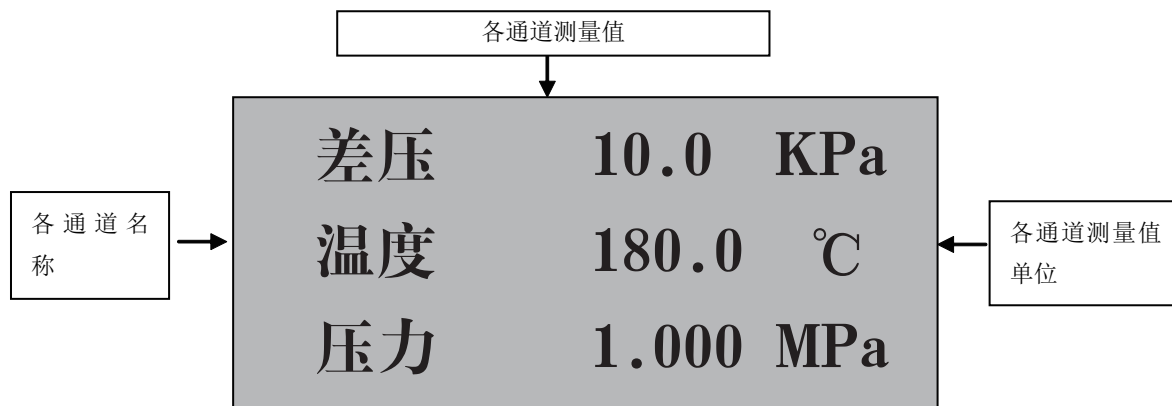 各通道测量值
差压 10.0 KPa
各通道名
称
温度 180.0 ℃
各通道测量值
单位
压力 1.000 MPa